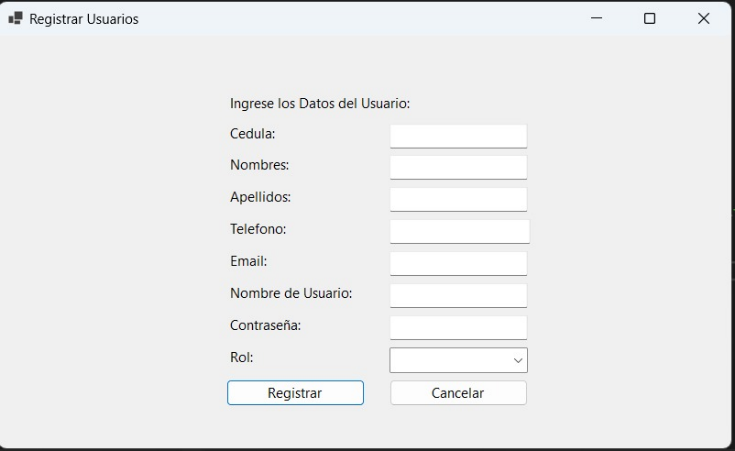 Registrar Usuarios
Ingrese los Datos del Usuario:
Cedula:
Nombres:
Apellidos:
Telefono:
Email:
Nombre de Usuario:
Contraseña:
Rol:
Registrar Cancelar